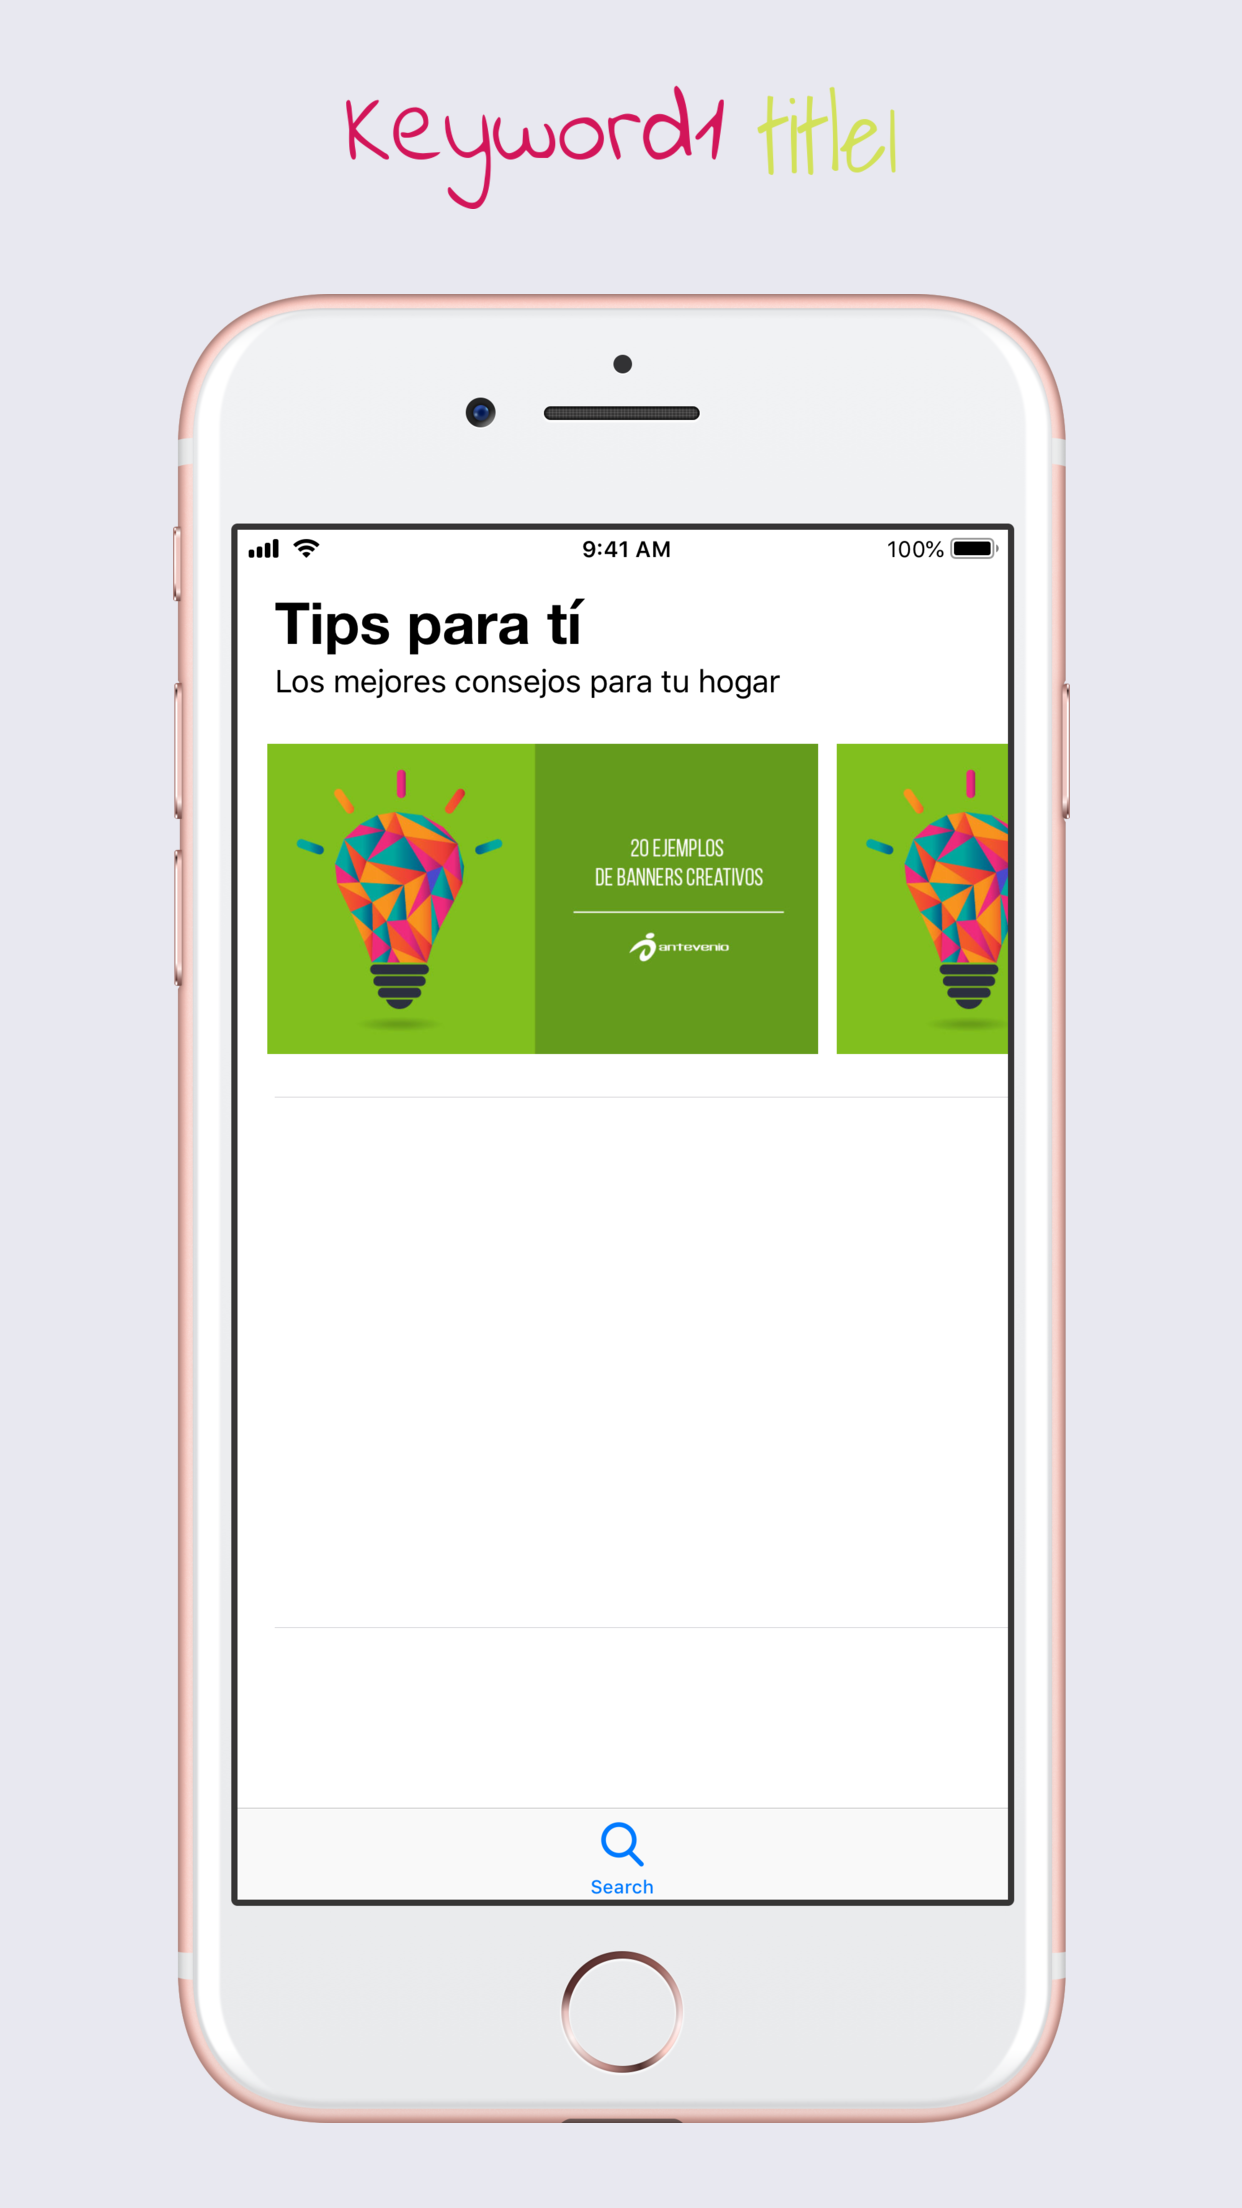 Keyword1 title1
9:41 AM 100%
Tips para tí
Los mejores consejos para tu hogar
20 EJEMPLOS
DE BANNERS CREATIVOS
antevenio
Search